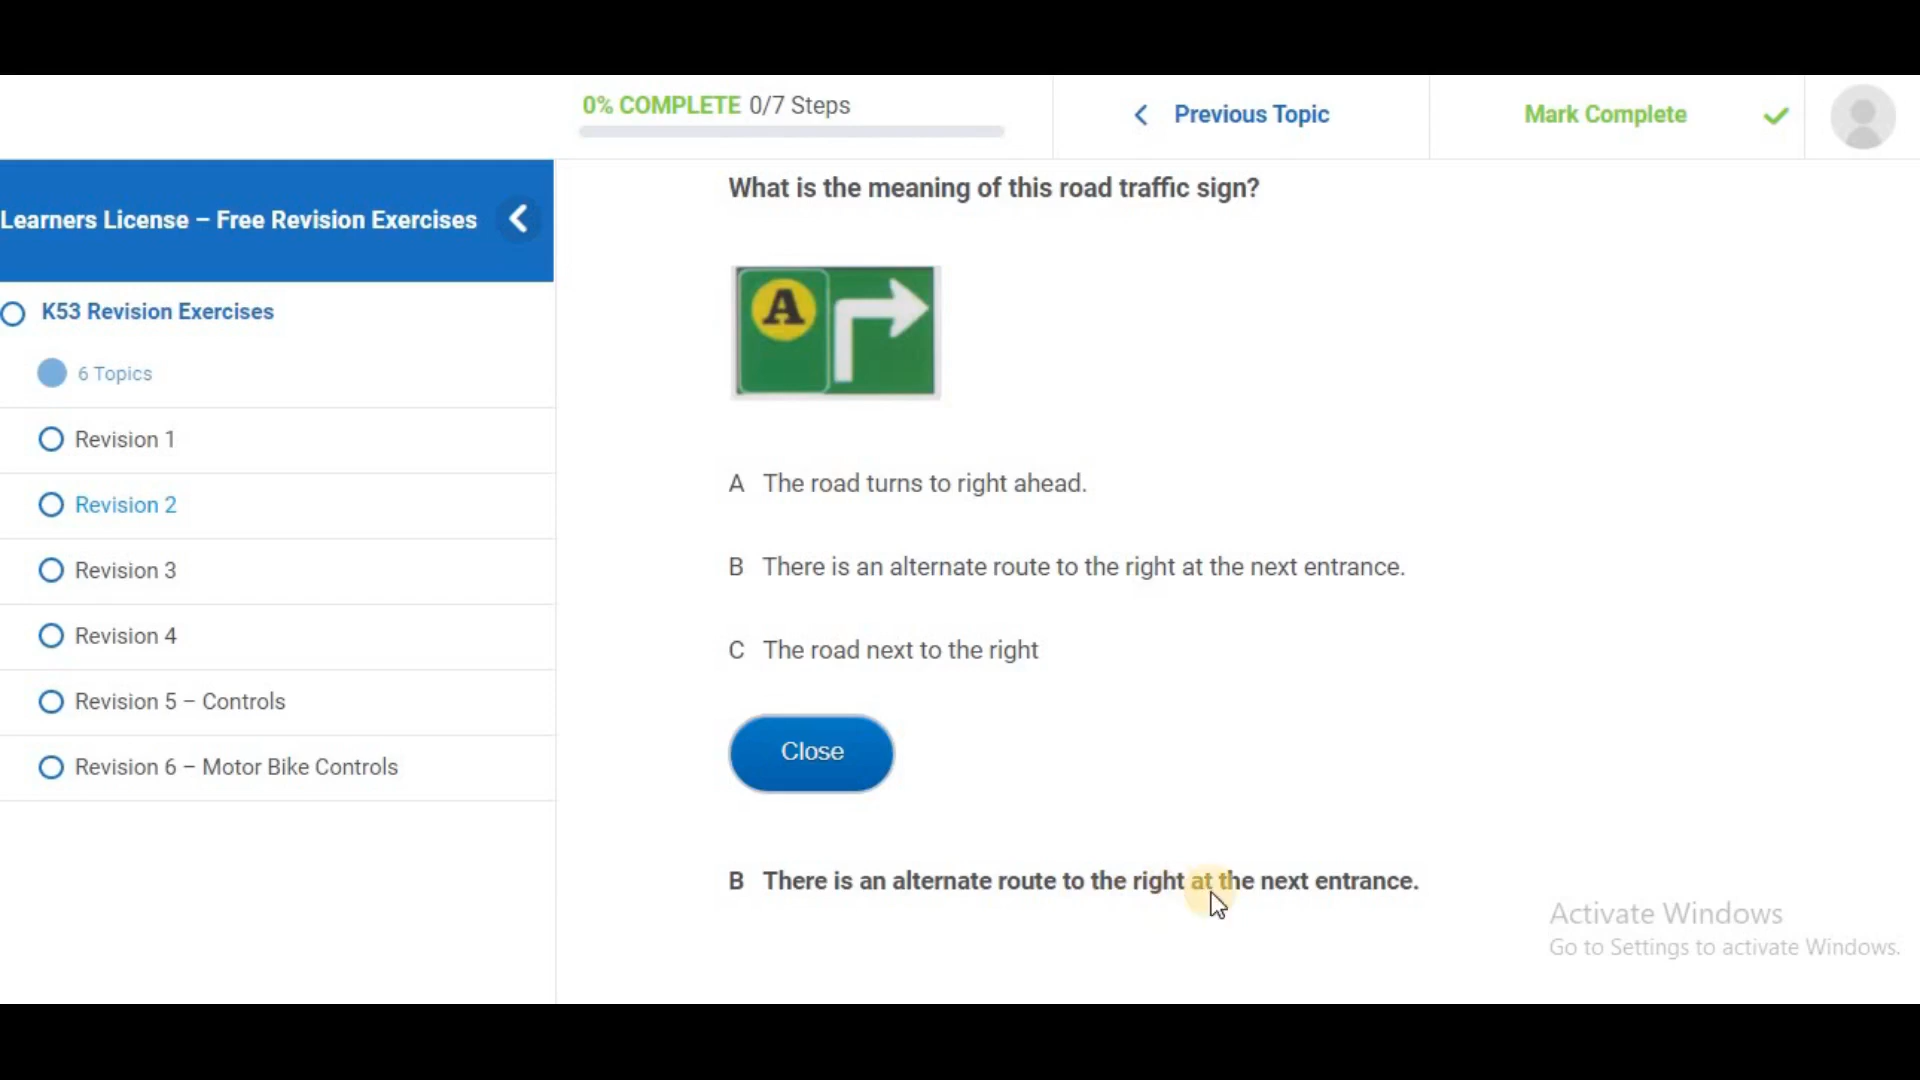 0% COMPLETE 0/7 Steps
Previous Topic
Mark Complete
Learners License – Free Revision Exercises
K53 Revision Exercises
6 Topics
Revision 1
Revision 2
Revision 3
Revision 4
Revision 5 – Controls
Revision 6 – Motor Bike Controls
What is the meaning of this road traffic sign?
A
A The road turns to right ahead.
B There is an alternate route to the right at the next entrance.
C The road next to the right
Close
B There is an alternate route to the right at the next entrance.
Activate Windows
Go to Settings to activate Windows.